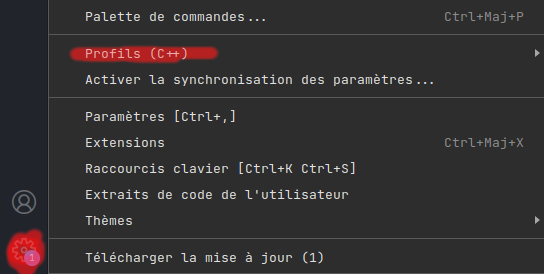 Palette de commandes... Ctrl+Maj+P
Profils (C++)
Activer la synchronisation des paramètres...
Paramètres [Ctrl+,]
Extensions Ctrl+Maj+X
Raccourcis clavier [Ctrl+K Ctrl+S]
Extraits de code de l'utilisateur
Thèmes
Télécharger la mise à jour (1)
1